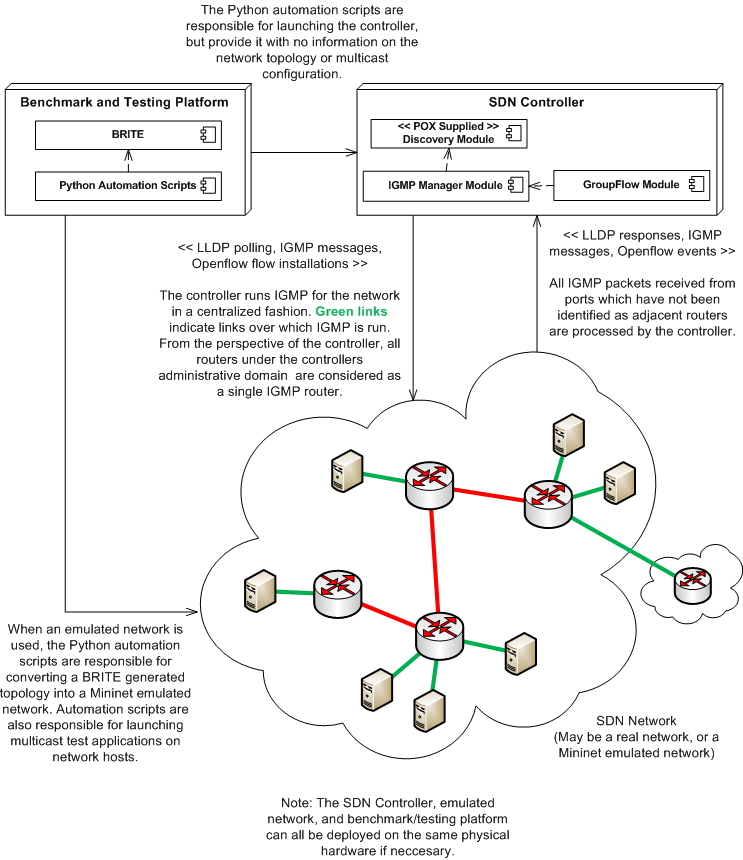 The Python automation scripts are
responsible for launching the controller,
but provide it with no information on the
network topology or multicast
configuration.
Benchmark and Testing Platform
BRITE
Python Automation Scripts
SDN Controller
<< POX Supplied >>
Discovery Module
IGMP Manager Module
GroupFlow Module
<< LLDP polling, IGMP messages,
Openflow flow installations >>
The controller runs IGMP for the network
in a centralized fashion. Green links
indicate links over which IGMP is run.
From the perspective of the controller, all
routers under the controllers
administrative domain are considered as
a single IGMP router.
<< LLDP responses, IGMP
messages, Openflow events >>
All IGMP packets received from
ports which have not been
identified as adjacent routers
are processed by the controller.
When an emulated network is
used, the Python automation
scripts are responsible for
converting a BRITE generated
topology into a Mininet emulated
network. Automation scripts are
also responsible for launching
multicast test applications on
network hosts.
SDN Network
(May be a real network, or a
Mininet emulated network)
Note: The SDN Controller, emulated
network, and benchmark/testing platform
can all be deployed on the same physical
hardware if neccesary.